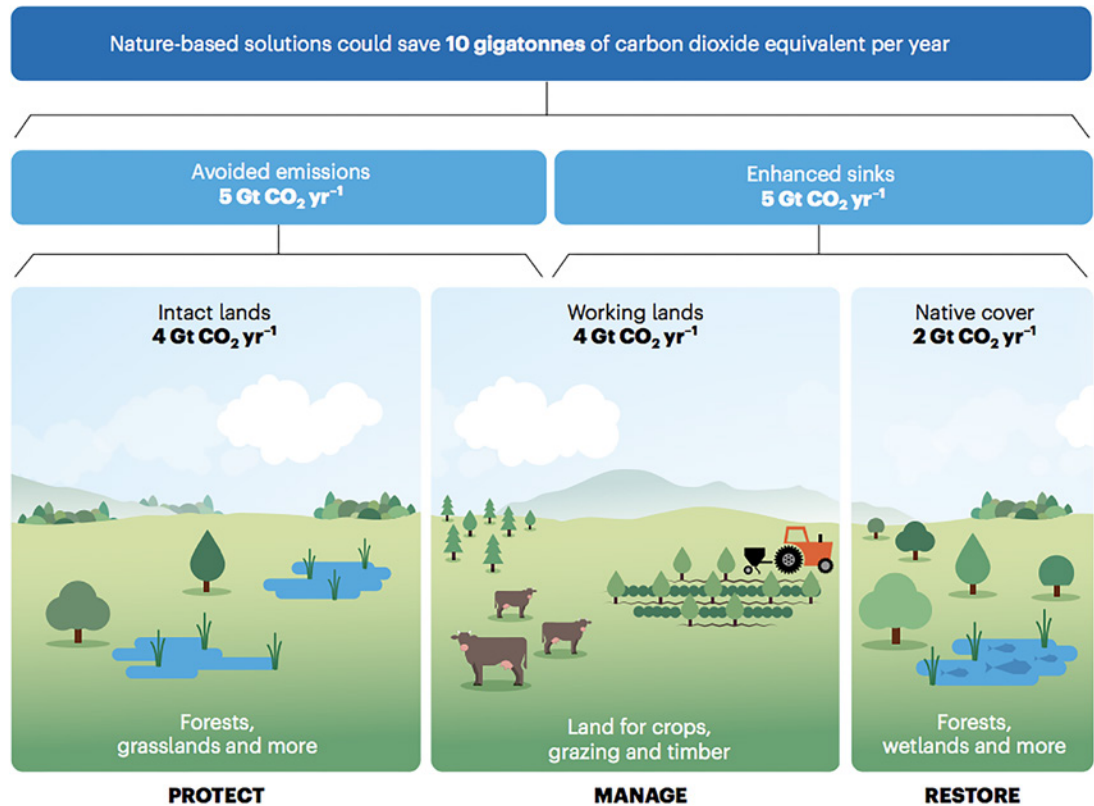 Nature-based solutions could save 10 gigatonnes of carbon dioxide equivalent per year
Avoided emissions
5 Gt CO₂ yr⁻¹
Enhanced sinks
5 Gt CO₂ yr⁻¹
Intact lands
4 Gt CO₂ yr⁻¹
Working lands
4 Gt CO₂ yr⁻¹
Native cover
2 Gt CO₂ yr⁻¹
Forests,
grasslands and more
Land for crops,
grazing and timber
Forests,
wetlands and more
PROTECT
MANAGE
RESTORE